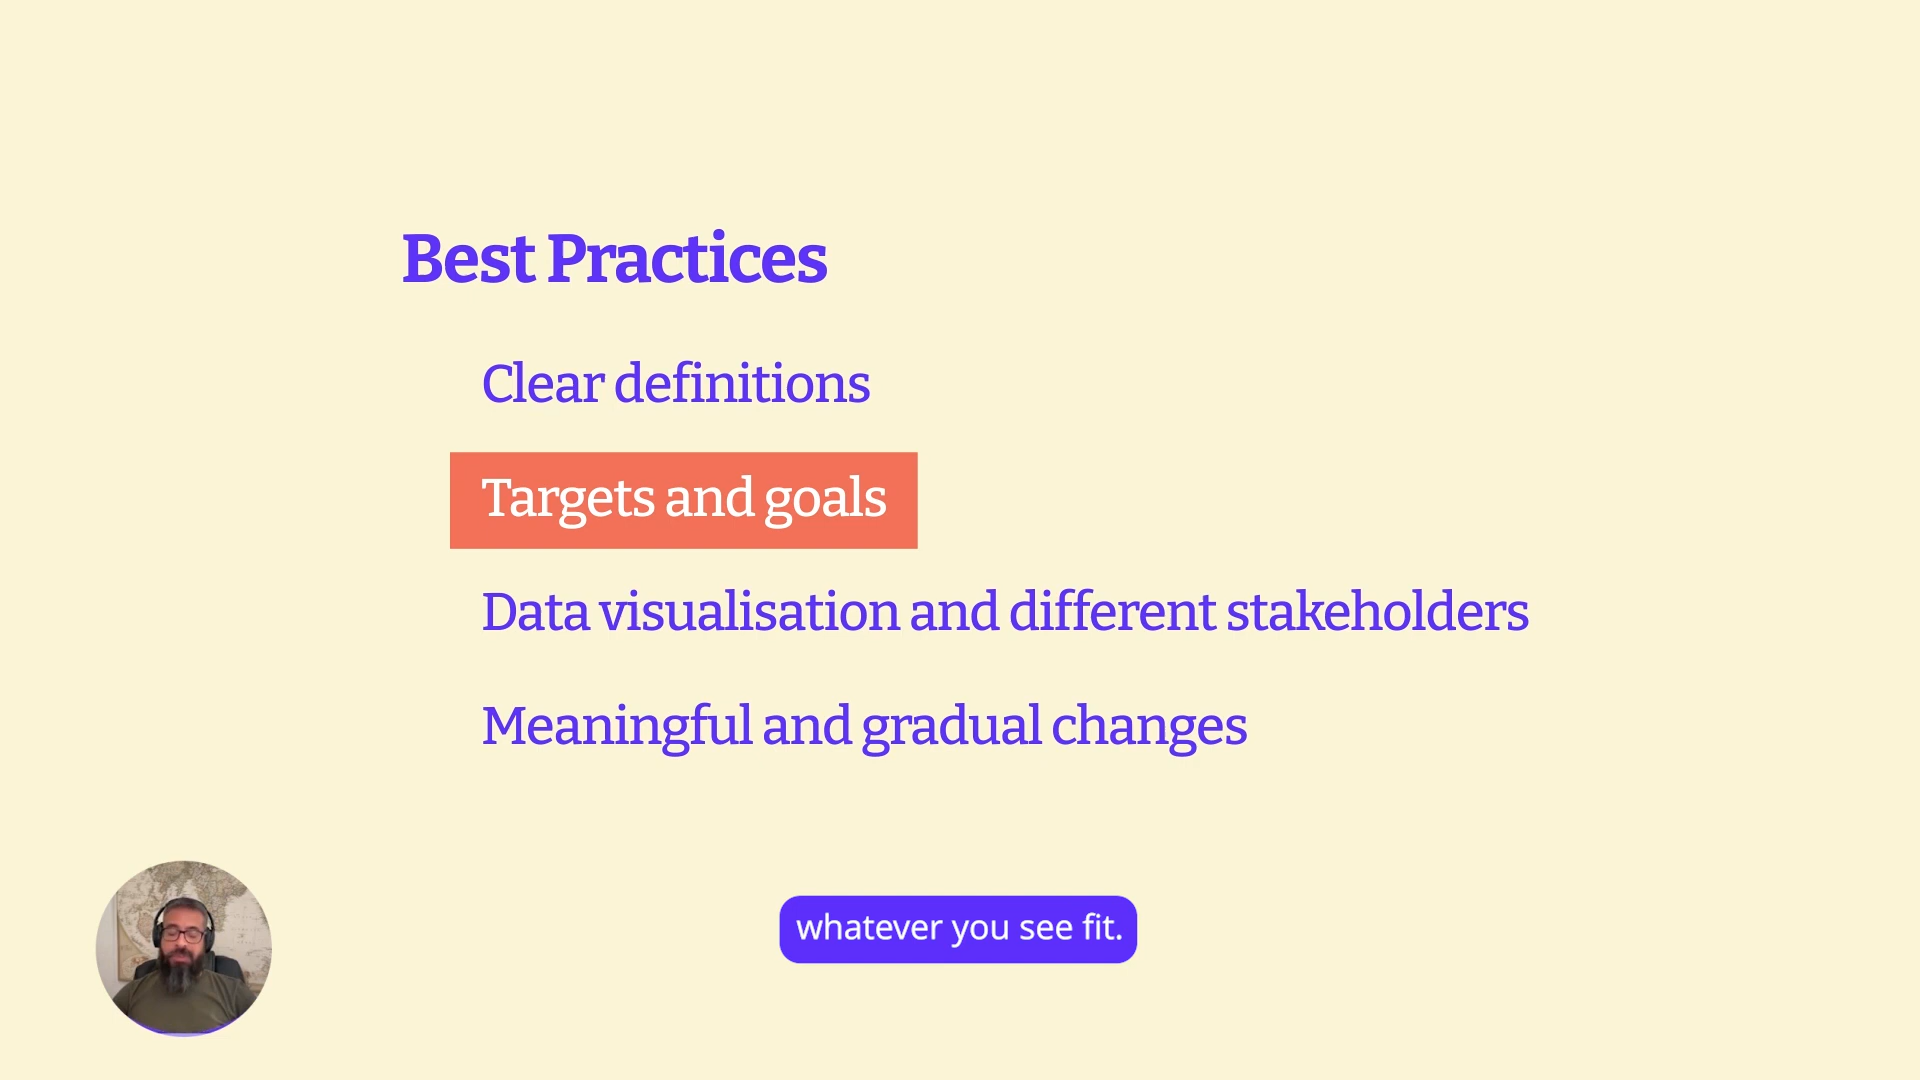 Best Practices
Clear definitions
Targets and goals
Data visualisation and different stakeholders
Meaningful and gradual changes
whatever you see fit.